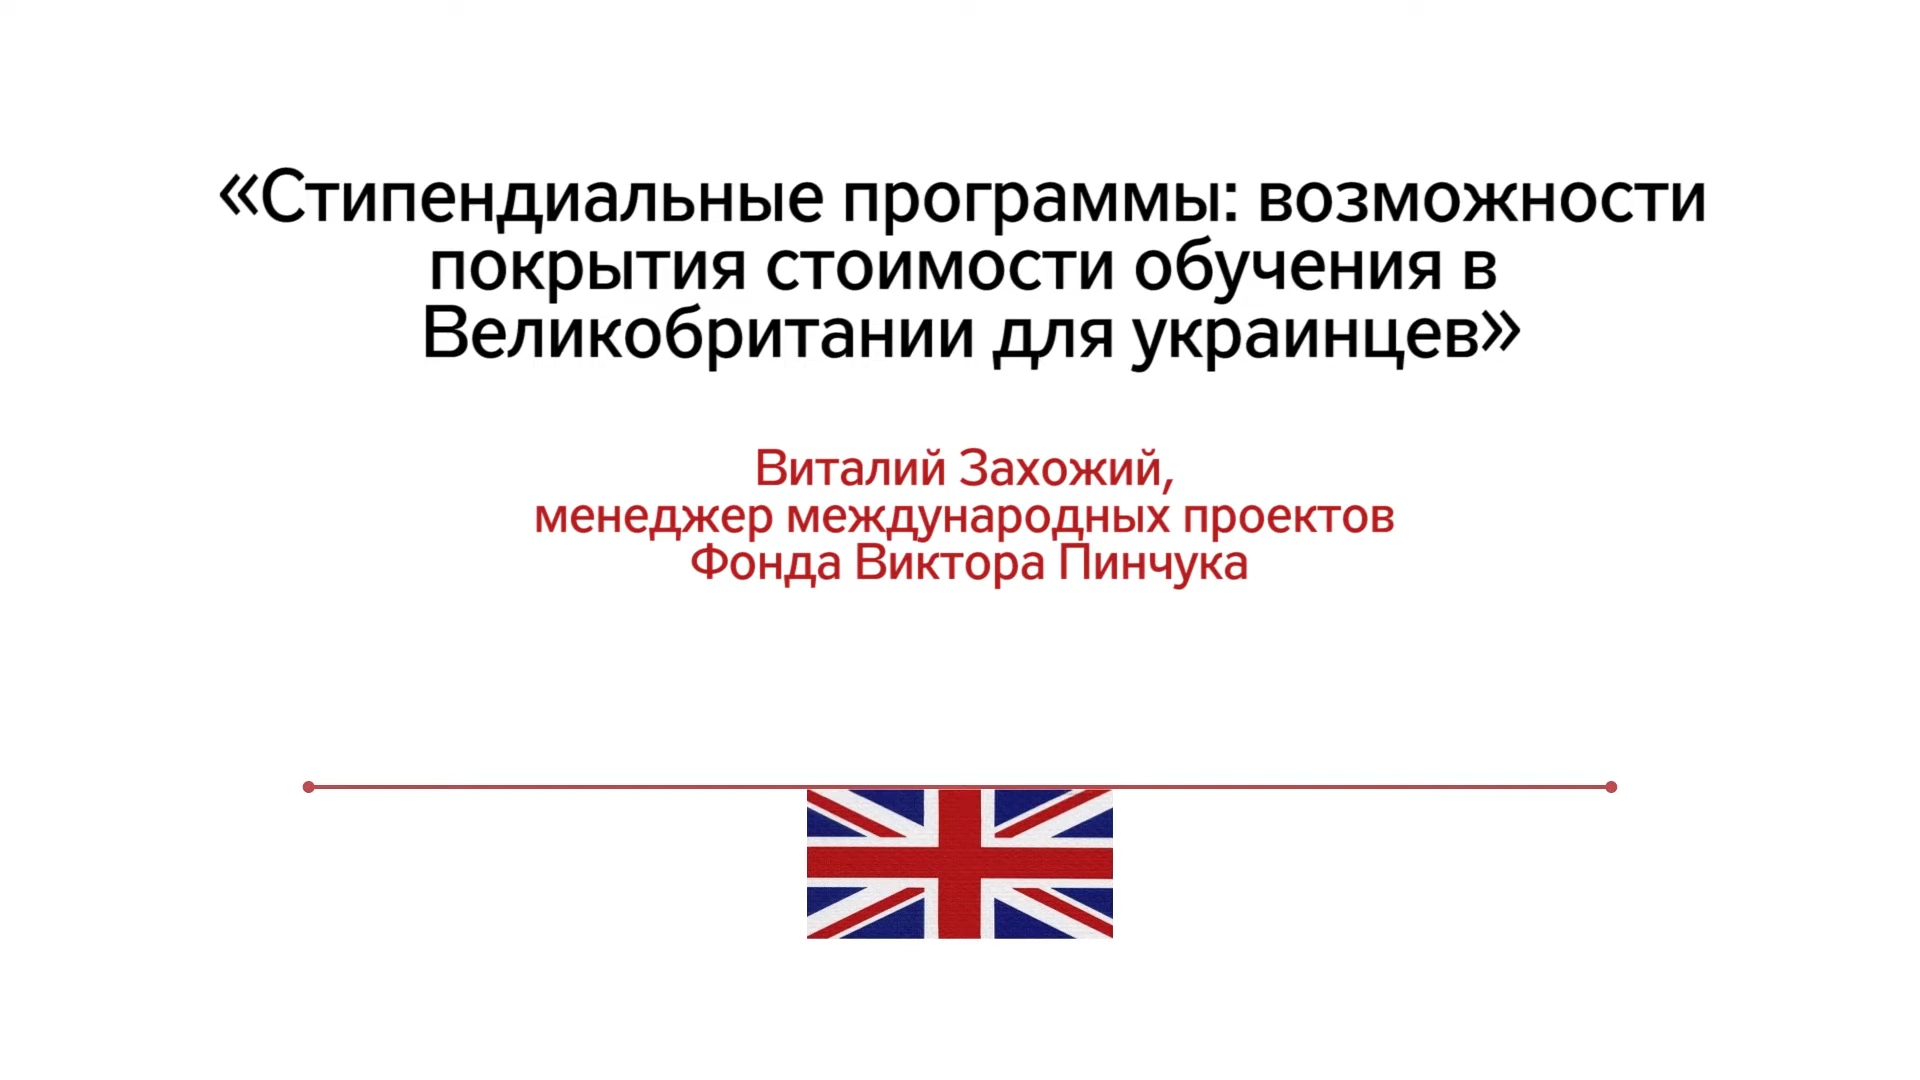 «Стипендиальные программы: возможности
покрытия стоимости обучения в
Великобритании для украинцев»
Виталий Захожий,
менеджер международных проектов
Фонда Виктора Пинчука